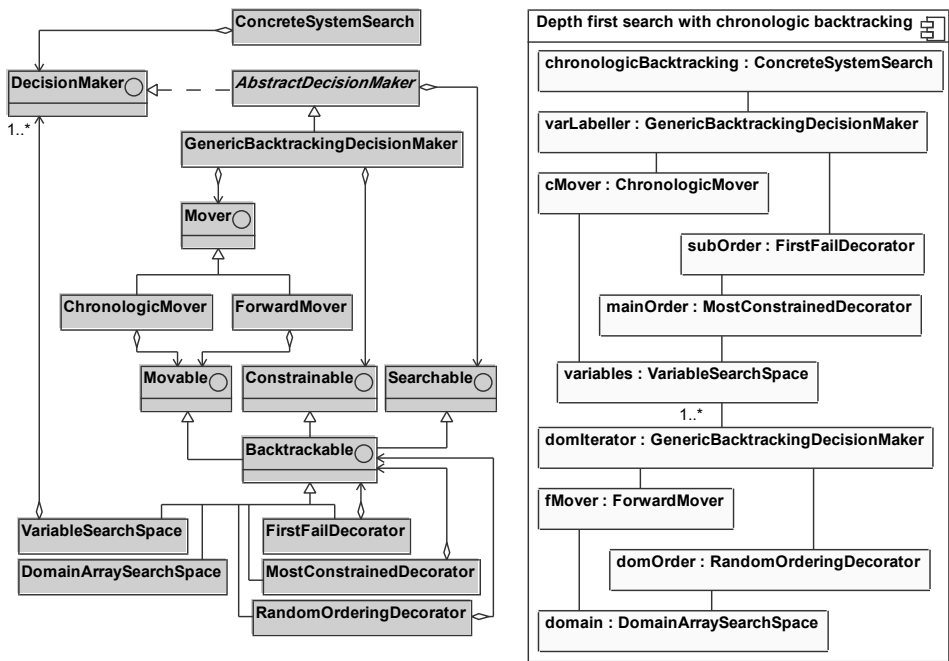 ConcreteSystemSearch
DecisionMaker
AbstractDecisionMaker
1..*
GenericBacktrackingDecisionMaker
Mover
ChronologicMover
ForwardMover
Movable
Constrainable
Searchable
Backtrackable
VariableSearchSpace
FirstFailDecorator
DomainArraySearchSpace
MostConstrainedDecorator
RandomOrderingDecorator
Depth first search with chronologic backtracking
chronologicBacktracking : ConcreteSystemSearch
varLabeller : GenericBacktrackingDecisionMaker
cMover : ChronologicMover
subOrder : FirstFailDecorator
mainOrder : MostConstrainedDecorator
variables : VariableSearchSpace
1..*
domIterator : GenericBacktrackingDecisionMaker
fMover : ForwardMover
domOrder : RandomOrderingDecorator
domain : DomainArraySearchSpace